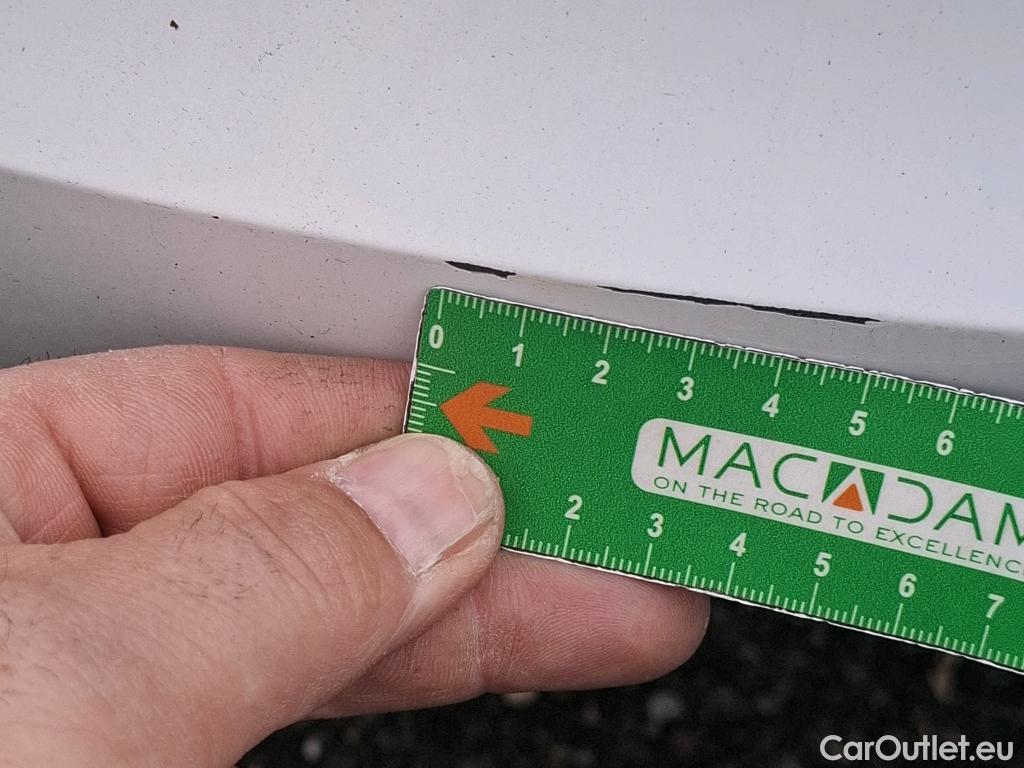 0 1 2 3 4 5 6
MACADAM
ON THE ROAD TO EXCELLENC
2 3 4 5 6 7
CarOutlet.eu